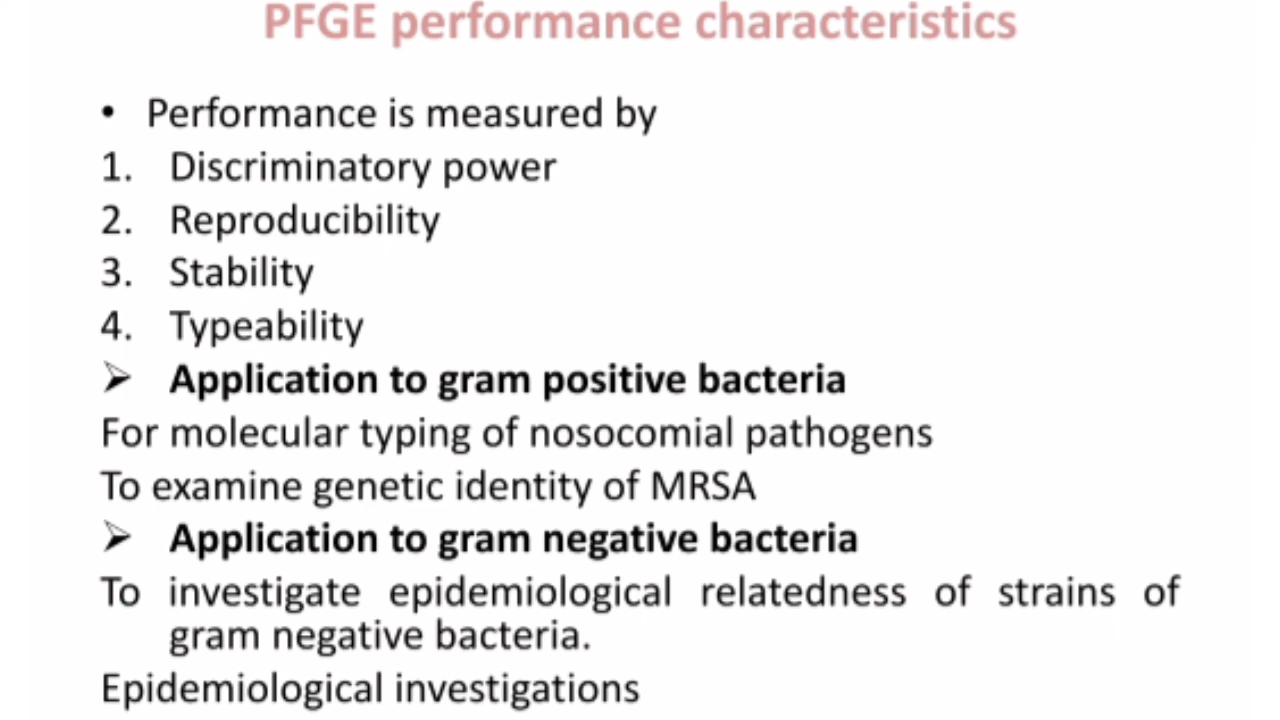 PFGE performance characteristics
• Performance is measured by
1. Discriminatory power
2. Reproducibility
3. Stability
4. Typeability
➢ Application to gram positive bacteria
For molecular typing of nosocomial pathogens
To examine genetic identity of MRSA
➢ Application to gram negative bacteria
To investigate epidemiological relatedness of strains of
gram negative bacteria.
Epidemiological investigations